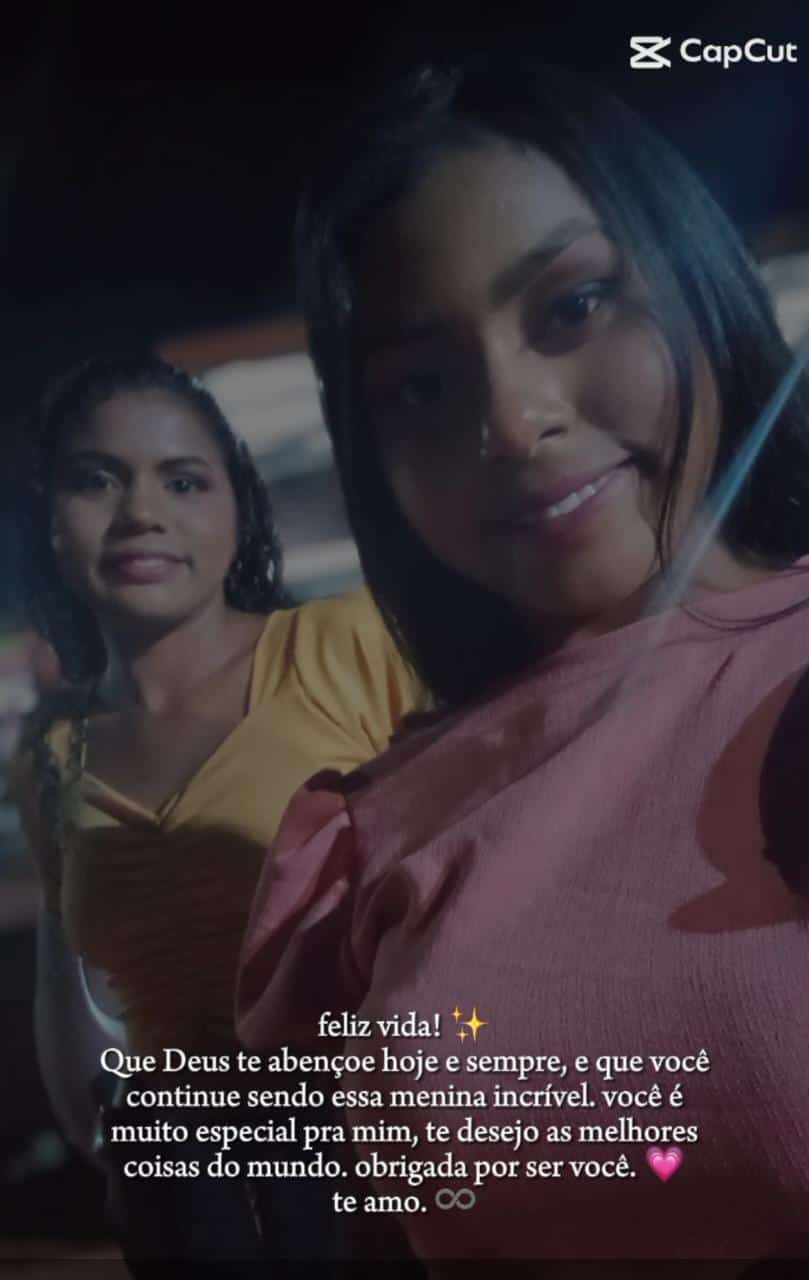 CapCut
feliz vida! ✨
Que Deus te abençoe hoje e sempre, e que você
continue sendo essa menina incrível. você é
muito especial pra mim, te desejo as melhores
coisas do mundo. obrigada por ser você. 💗
te amo. ♾